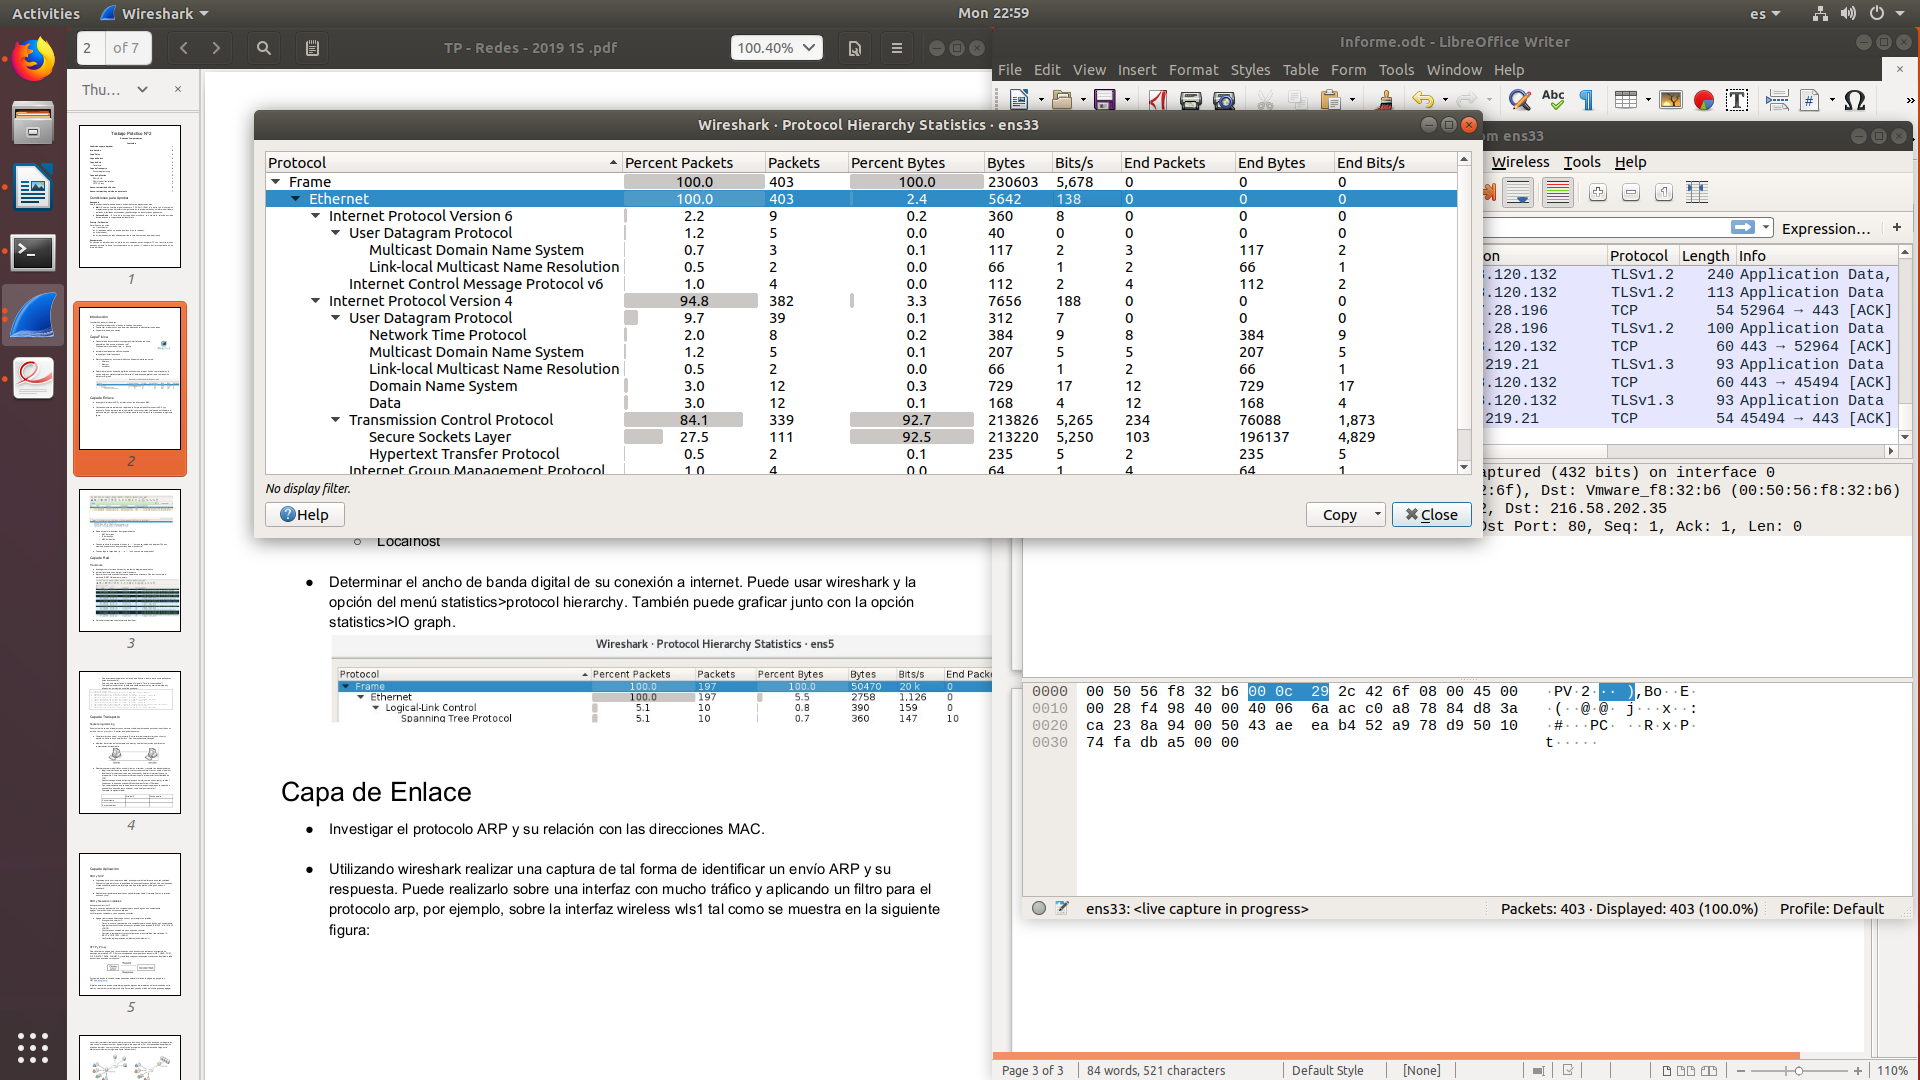 Activities Wireshark Mon 22:59 es
2 of 7 TP - Redes - 2019 1S .pdf 100.40%
Informe.odt - LibreOffice Writer
File Edit View Insert Format Styles Table Form Tools Window Help
Thu...
1
2
3
4
5
Wireshark · Protocol Hierarchy Statistics · ens33
Protocol Percent Packets Packets Percent Bytes Bytes Bits/s End Packets End Bytes End Bits/s
Frame 100.0 403 100.0 230603 5,678 0 0 0
Ethernet 100.0 403 2.4 5642 138 0 0 0
Internet Protocol Version 6 2.2 9 0.2 360 8 0 0 0
User Datagram Protocol 1.2 5 0.0 40 0 0 0 0
Multicast Domain Name System 0.7 3 0.1 117 2 3 117 2
Link-local Multicast Name Resolution 0.5 2 0.0 66 1 2 66 1
Internet Control Message Protocol v6 1.0 4 0.0 112 2 4 112 2
Internet Protocol Version 4 94.8 382 3.3 7656 188 0 0 0
User Datagram Protocol 9.7 39 0.1 312 7 0 0 0
Network Time Protocol 2.0 8 0.2 384 9 8 384 9
Multicast Domain Name System 1.2 5 0.1 207 5 5 207 5
Link-local Multicast Name Resolution 0.5 2 0.0 66 1 2 66 1
Domain Name System 3.0 12 0.3 729 17 12 729 17
Data 3.0 12 0.1 168 4 12 168 4
Transmission Control Protocol 84.1 339 92.7 213826 5,265 234 76088 1,873
Secure Sockets Layer 27.5 111 92.5 213220 5,250 103 196137 4,829
Hypertext Transfer Protocol 0.5 2 0.1 235 5 2 235 5
Internet Group Management Protocol 1.0 4 0.0 64 1 4 64 1
No display filter.
Help Copy Close
om ens33
Wireless Tools Help
Expression... +
on Protocol Length Info
.120.132 TLSv1.2 240 Application Data,
.120.132 TLSv1.2 113 Application Data
.28.196 TCP 54 52964 → 443 [ACK]
.28.196 TLSv1.2 100 Application Data
.120.132 TCP 60 443 → 52964 [ACK]
219.21 TLSv1.3 93 Application Data
.120.132 TCP 60 443 → 45494 [ACK]
.120.132 TLSv1.3 93 Application Data
219.21 TCP 54 45494 → 443 [ACK]
aptured (432 bits) on interface 0
2:6f), Dst: Vmware_f8:32:b6 (00:50:56:f8:32:b6)
2, Dst: 216.58.202.35
Dst Port: 80, Seq: 1, Ack: 1, Len: 0
0000 00 50 56 f8 32 b6 00 0c 29 2c 42 6f 08 00 45 00 ·PV·2··· ),Bo··E·
0010 00 28 f4 98 40 00 40 06 6a ac c0 a8 78 84 d8 3a ·(··@·@· j···x··:
0020 ca 23 8a 94 00 50 43 ae ea b4 52 a9 78 d9 50 10 ·#···PC· ··R·x·P·
0030 74 fa db a5 00 00 t·····
ens33: <live capture in progress> Packets: 403 · Displayed: 403 (100.0%) Profile: Default
Localhost
● Determinar el ancho de banda digital de su conexión a internet. Puede usar wireshark y la
opción del menú statistics>protocol hierarchy. También puede graficar junto con la opción
statistics>IO graph.
Wireshark · Protocol Hierarchy Statistics · ens5
Protocol Percent Packets Packets Percent Bytes Bytes Bits/s End Packe
Frame 100.0 197 100.0 50470 20 k 0
Ethernet 100.0 197 5.5 2758 1,126 0
Logical-Link Control 5.1 10 0.8 390 159 0
Spanning Tree Protocol 5.1 10 0.7 360 147 10
Capa de Enlace
● Investigar el protocolo ARP y su relación con las direcciones MAC.
● Utilizando wireshark realizar una captura de tal forma de identificar un envío ARP y su
respuesta. Puede realizarlo sobre una interfaz con mucho tráfico y aplicando un filtro para el
protocolo arp, por ejemplo, sobre la interfaz wireless wls1 tal como se muestra en la siguiente
figura:
Page 3 of 3 84 words, 521 characters Default Style [None] 110%